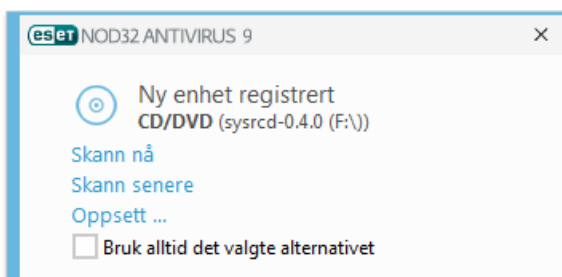 eset NOD32 ANTIVIRUS 9
Ny enhet registrert
CD/DVD (sysrcd-0.4.0 (F:\))
Skann nå
Skann senere
Oppsett ...
Bruk alltid det valgte alternativet